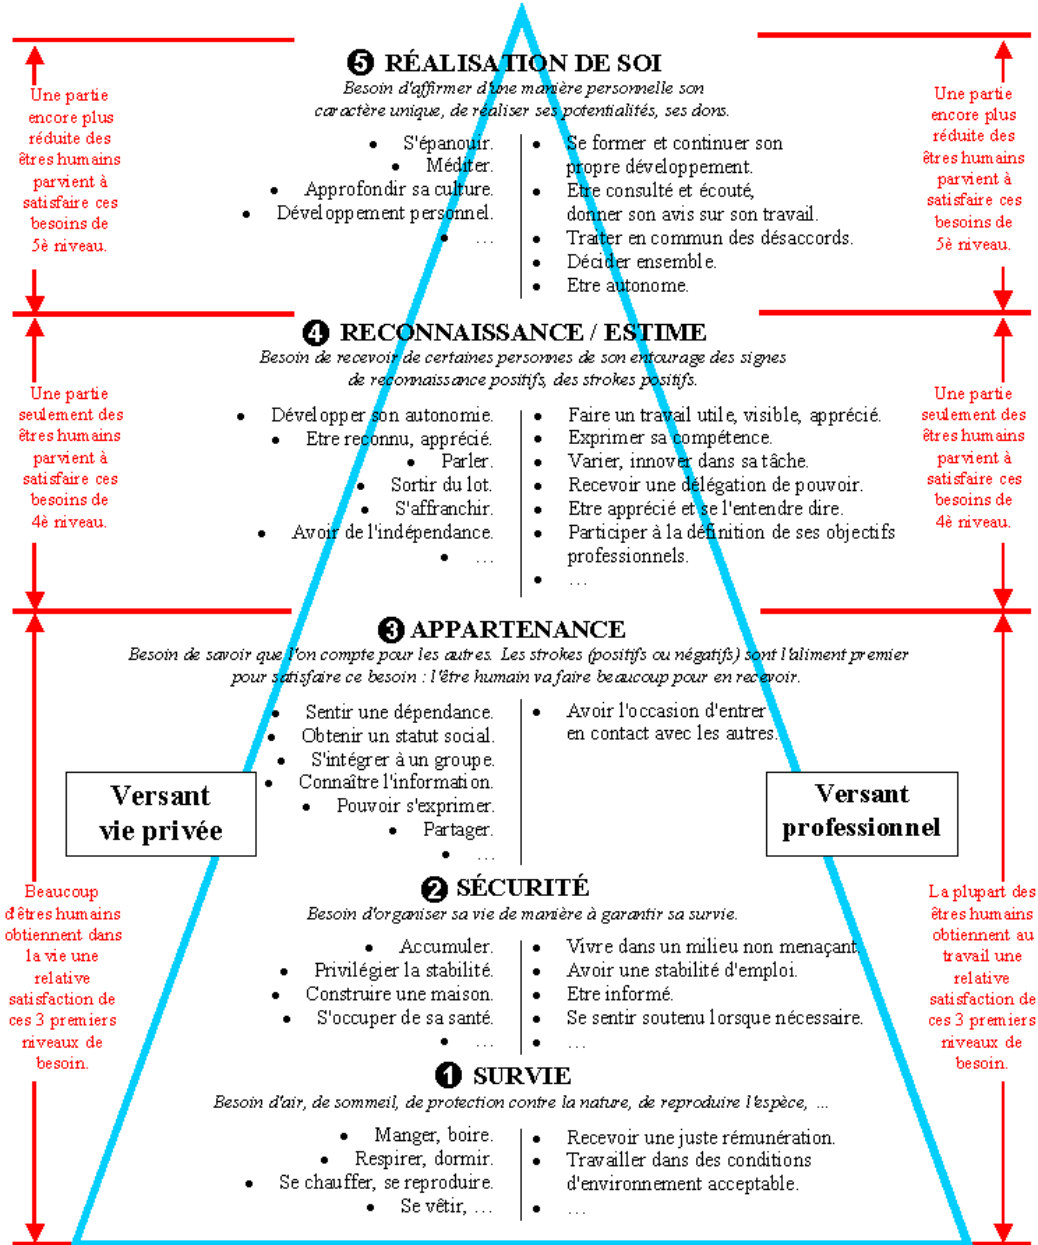 ❺ RÉALISATION DE SOI
Besoin d'affirmer d'une manière personnelle son
caractère unique, de réaliser ses potentialités, ses dons.
• S'épanouir.
• Méditer.
• Approfondir sa culture.
• Développement personnel.
• ...
• Se former et continuer son
propre développement.
• Etre consulté et écouté,
donner son avis sur son travail.
• Traiter en commun des désaccords.
• Décider ensemble.
• Etre autonome.
Une partie
encore plus
réduite des
êtres humains
parvient à
satisfaire ces
besoins de
5è niveau.
Une partie
encore plus
réduite des
êtres humains
parvient à
satisfaire ces
besoins de
5è niveau.
❹ RECONNAISSANCE / ESTIME
Besoin de recevoir de certaines personnes de son entourage des signes
de reconnaissance positifs, des strokes positifs.
• Développer son autonomie.
• Etre reconnu, apprécié.
• Parler.
• Sortir du lot.
• S'affranchir.
• Avoir de l'indépendance.
• ...
• Faire un travail utile, visible, apprécié.
• Exprimer sa compétence.
• Varier, innover dans sa tâche.
• Recevoir une délégation de pouvoir.
• Etre apprécié et se l'entendre dire.
• Participer à la définition de ses objectifs
professionnels.
• ...
Une partie
seulement des
êtres humains
parvient à
satisfaire ces
besoins de
4è niveau.
Une partie
seulement des
êtres humains
parvient à
satisfaire ces
besoins de
4è niveau.
❸ APPARTENANCE
Besoin de savoir que l'on compte pour les autres. Les strokes (positifs ou négatifs) sont l'aliment premier
pour satisfaire ce besoin : l'être humain va faire beaucoup pour en recevoir.
• Sentir une dépendance.
• Obtenir un statut social.
• S'intégrer à un groupe.
• Connaître l'information.
• Pouvoir s'exprimer.
• Partager.
• ...
• Avoir l'occasion d'entrer
en contact avec les autres.
Versant
vie privée
Versant
professionnel
❷ SÉCURITÉ
Besoin d'organiser sa vie de manière à garantir sa survie.
• Accumuler.
• Privilégier la stabilité.
• Construire une maison.
• S'occuper de sa santé.
• ...
• Vivre dans un milieu non menaçant.
• Avoir une stabilité d'emploi.
• Etre informé.
• Se sentir soutenu lorsque nécessaire.
• ...
Beaucoup
d'êtres humains
obtiennent dans
la vie une
relative
satisfaction de
ces 3 premiers
niveaux de
besoin.
La plupart des
êtres humains
obtiennent au
travail une
relative
satisfaction de
ces 3 premiers
niveaux de
besoin.
❶ SURVIE
Besoin d'air, de sommeil, de protection contre la nature, de reproduire l'espèce, ...
• Manger, boire.
• Respirer, dormir.
• Se chauffer, se reproduire.
• Se vêtir, ...
• Recevoir une juste rémunération.
• Travailler dans des conditions
d'environnement acceptable.
• ...